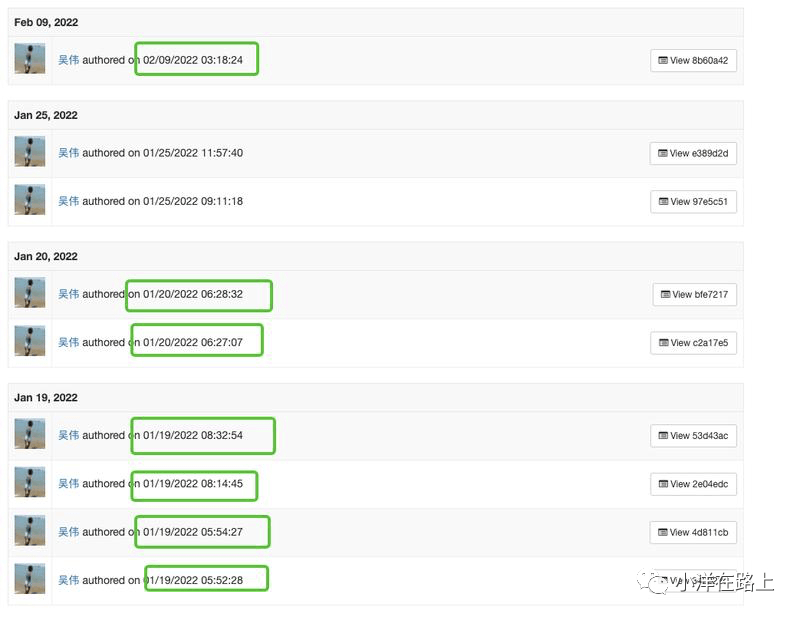 Feb 09, 2022
吴伟 authored on 02/09/2022 03:18:24
View 8b60a42
Jan 25, 2022
吴伟 authored on 01/25/2022 11:57:40
View e389d2d
吴伟 authored on 01/25/2022 09:11:18
View 97e5c51
Jan 20, 2022
吴伟 authored on 01/20/2022 06:28:32
View bfe7217
吴伟 authored on 01/20/2022 06:27:07
View c2a17e5
Jan 19, 2022
吴伟 authored on 01/19/2022 08:32:54
View 53d43ac
吴伟 authored on 01/19/2022 08:14:45
View 2e04edc
吴伟 authored on 01/19/2022 05:54:27
View 4d811cb
吴伟 authored on 01/19/2022 05:52:28
View
小洋在路上